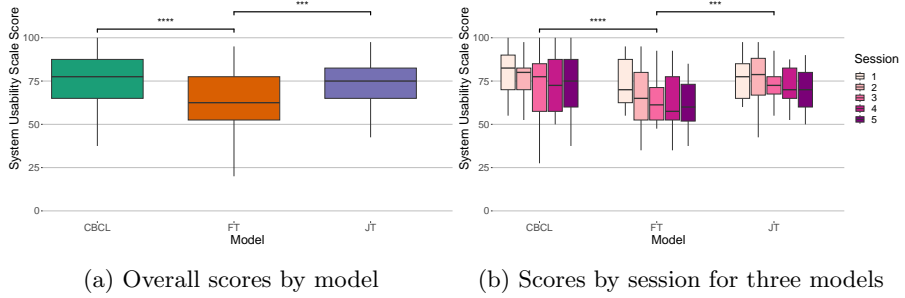 ****
***
100
75
50
25
0
System Usability Scale Score
CBCL
FT
JT
Model
(a) Overall scores by model
****
***
100
75
50
25
0
System Usability Scale Score
CBCL
FT
JT
Model
Session
1
2
3
4
5
(b) Scores by session for three models